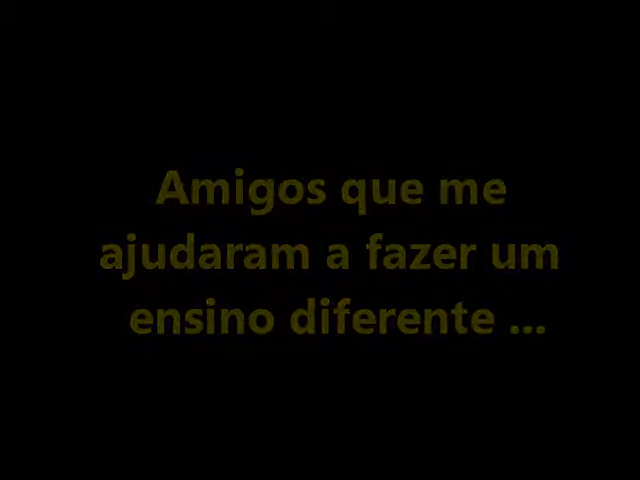 Amigos que me
ajudaram a fazer um
ensino diferente ...